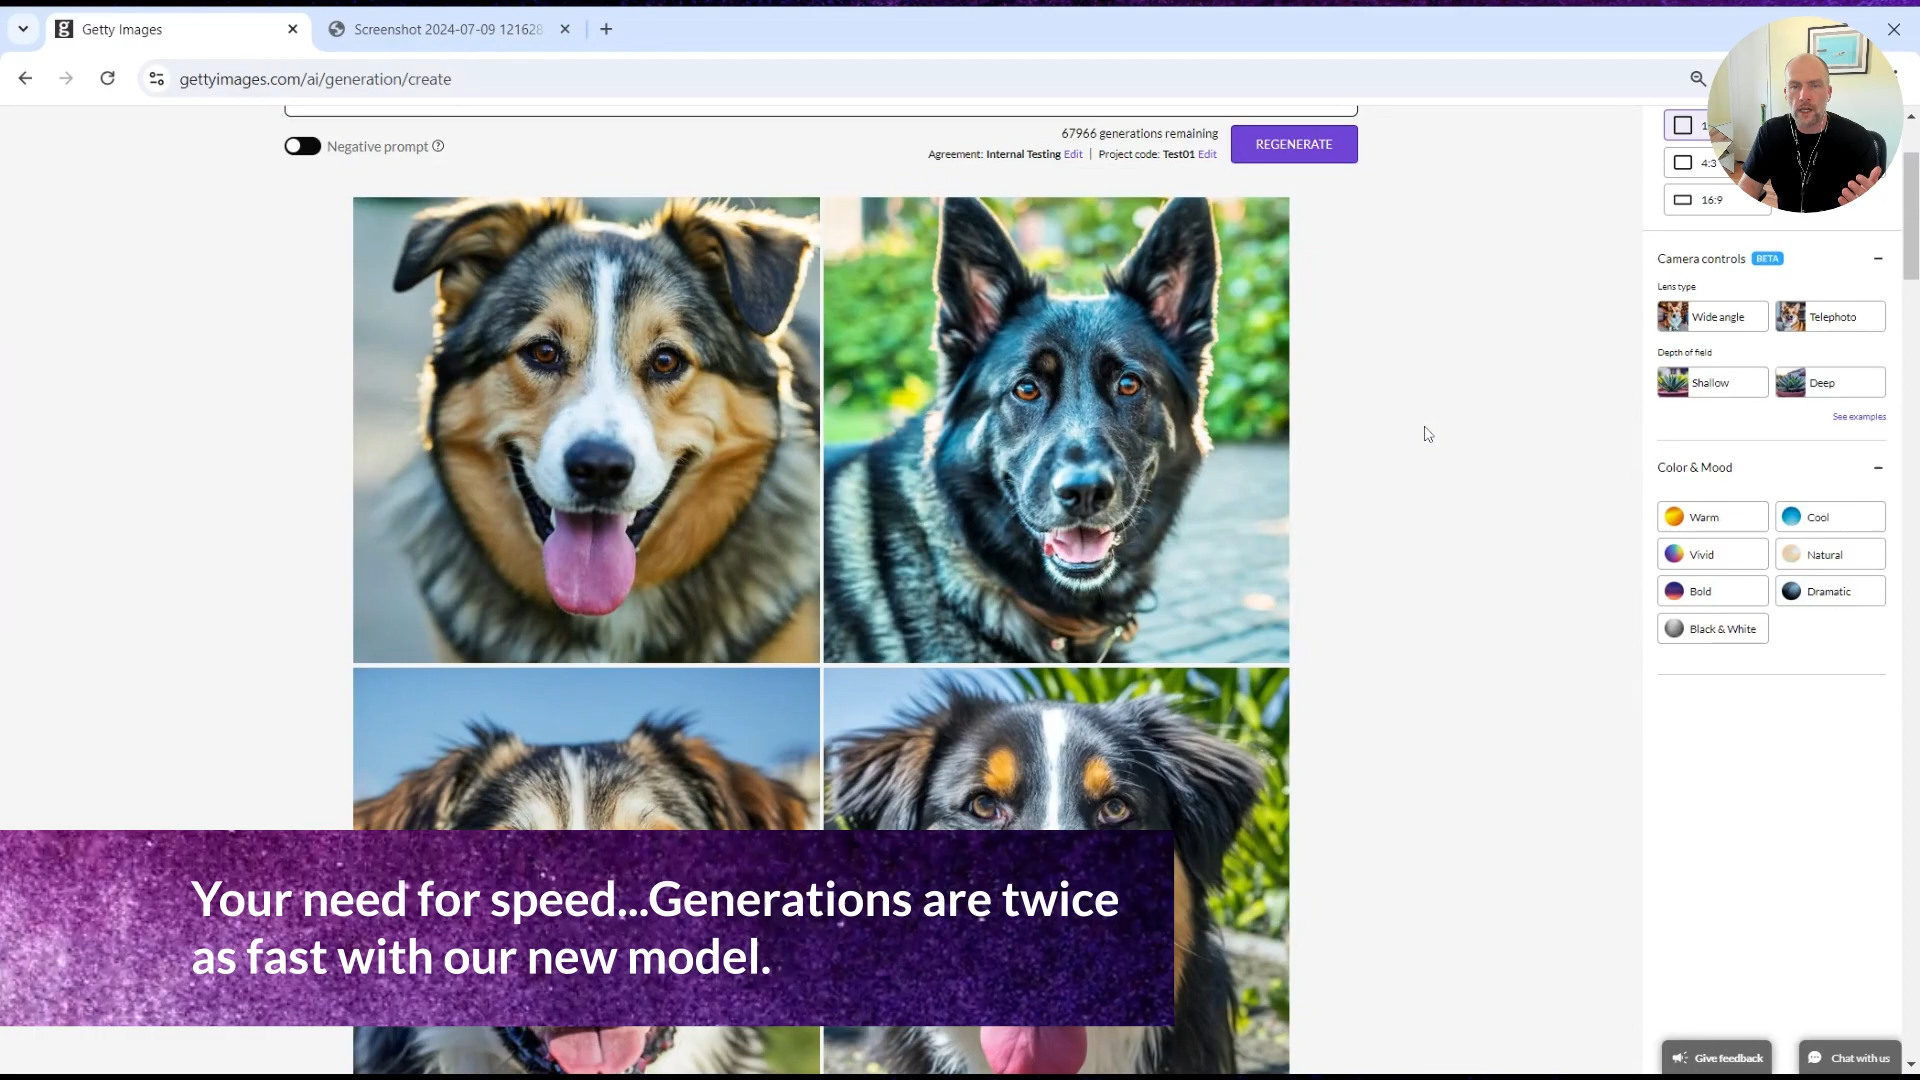 Getty Images
Screenshot 2024-07-09 121628
gettyimages.com/ai/generation/create
Negative prompt
67966 generations remaining
Agreement: Internal Testing Edit | Project code: Test01 Edit
REGENERATE
4:3
16:9
Camera controls BETA
Lens type
Wide angle
Telephoto
Depth of field
Shallow
Deep
See examples
Color & Mood
Warm
Cool
Vivid
Natural
Bold
Dramatic
Black & White
Your need for speed...Generations are twice
as fast with our new model.
Give feedback
Chat with us